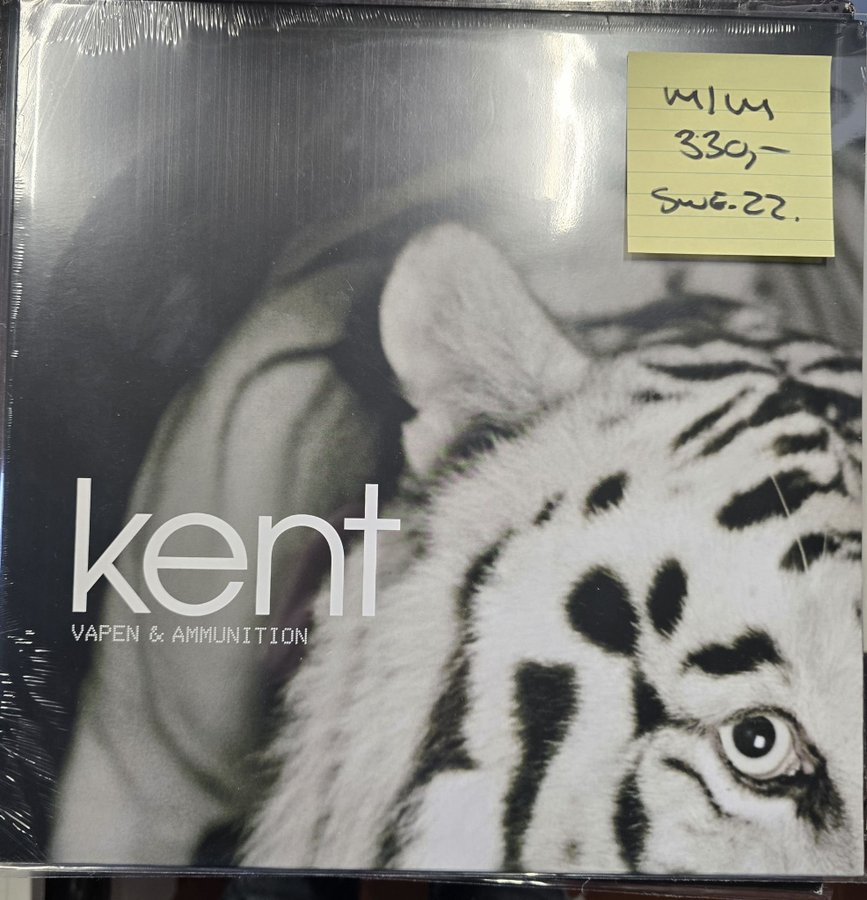 m/m
330,-
SWE.22.
kent
VAPEN & AMMUNITION